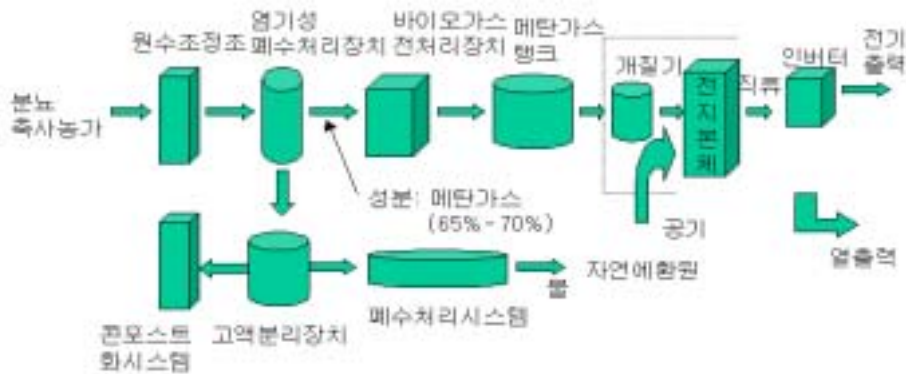 원수조정조
염기성
폐수처리장치
바이오가스
전처리장치
메탄가스
탱크
개질기
전지본체
직류
인버터
전기
출력
분뇨
축사농가
성분: 메탄가스
(65%-70%)
공기
열출력
콘포스트
화시스템
고액분리장치
폐수처리시스템
물
자연에환원